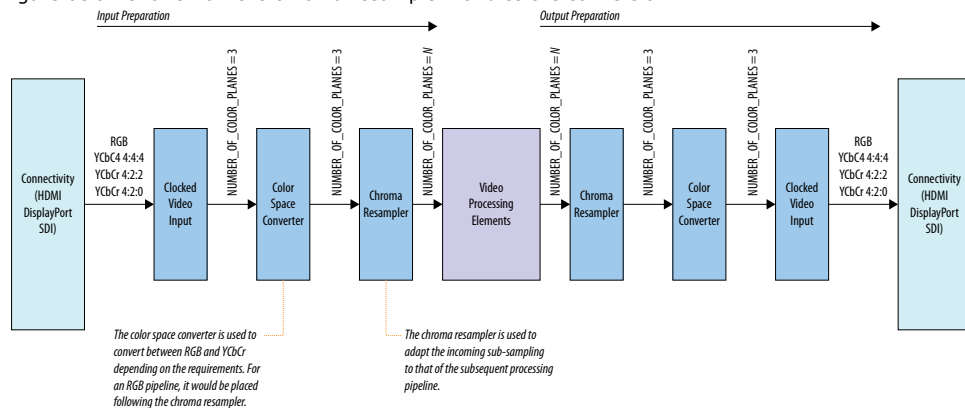 Input Preparation
Output Preparation
Connectivity
(HDMI
DisplayPort
SDI)
RGB
YCbC4 4:4:4
YCbCr 4:2:2
YCbCr 4:2:0
Clocked
Video
Input
NUMBER_OF_COLOR_PLANES = 3
Color
Space
Converter
NUMBER_OF_COLOR_PLANES = 3
Chroma
Resampler
NUMBER_OF_COLOR_PLANES = N
Video
Processing
Elements
NUMBER_OF_COLOR_PLANES = N
Chroma
Resampler
NUMBER_OF_COLOR_PLANES = 3
Color
Space
Converter
NUMBER_OF_COLOR_PLANES = 3
Clocked
Video
Input
RGB
YCbC4 4:4:4
YCbCr 4:2:2
YCbCr 4:2:0
Connectivity
(HDMI
DisplayPort
SDI)
The color space converter is used to
convert between RGB and YCbCr
depending on the requirements. For
an RGB pipeline, it would be placed
following the chroma resampler.
The chroma resampler is used to
adapt the incoming sub-sampling
to that of the subsequent processing
pipeline.